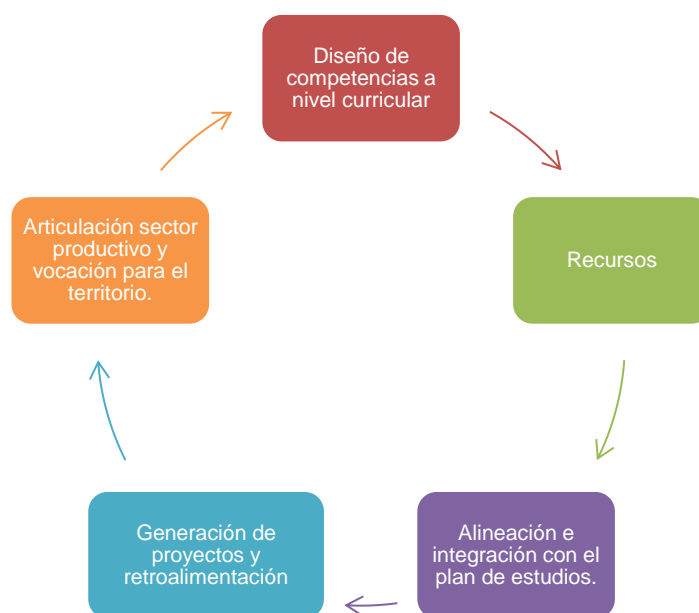 Diseño de
competencias a
nivel curricular
Recursos
Alineación e
integración con el
plan de estudios.
Generación de
proyectos y
retroalimentación
Articulación sector
productivo y
vocación para el
territorio.